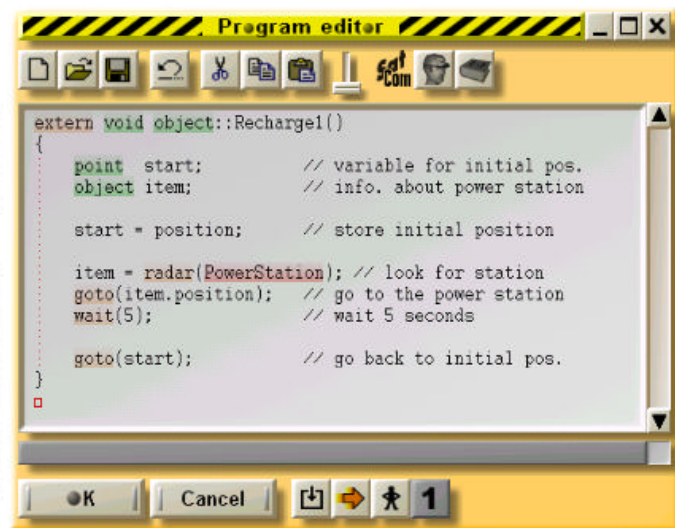 Program editor
sat
com
extern void object::Recharge1()
{
point start; // variable for initial pos.
object item; // info. about power station
start = position; // store initial position
item = radar(PowerStation); // look for station
goto(item.position); // go to the power station
wait(5); // wait 5 seconds
goto(start); // go back to initial pos.
}
OK Cancel 1